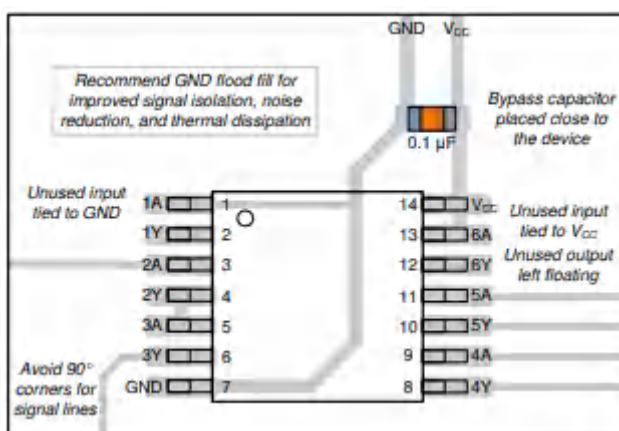 GND VCC
Recommend GND flood fill for
improved signal isolation, noise
reduction, and thermal dissipation
Bypass capacitor
placed close to
the device
0.1 µF
Unused input
tied to GND
1A 1 14 VCC
1Y 2 13 6A
2A 3 12 6Y
2Y 4 11 5A
3A 5 10 5Y
3Y 6 9 4A
GND 7 8 4Y
Unused input
tied to VCC
Unused output
left floating
Avoid 90°
corners for
signal lines